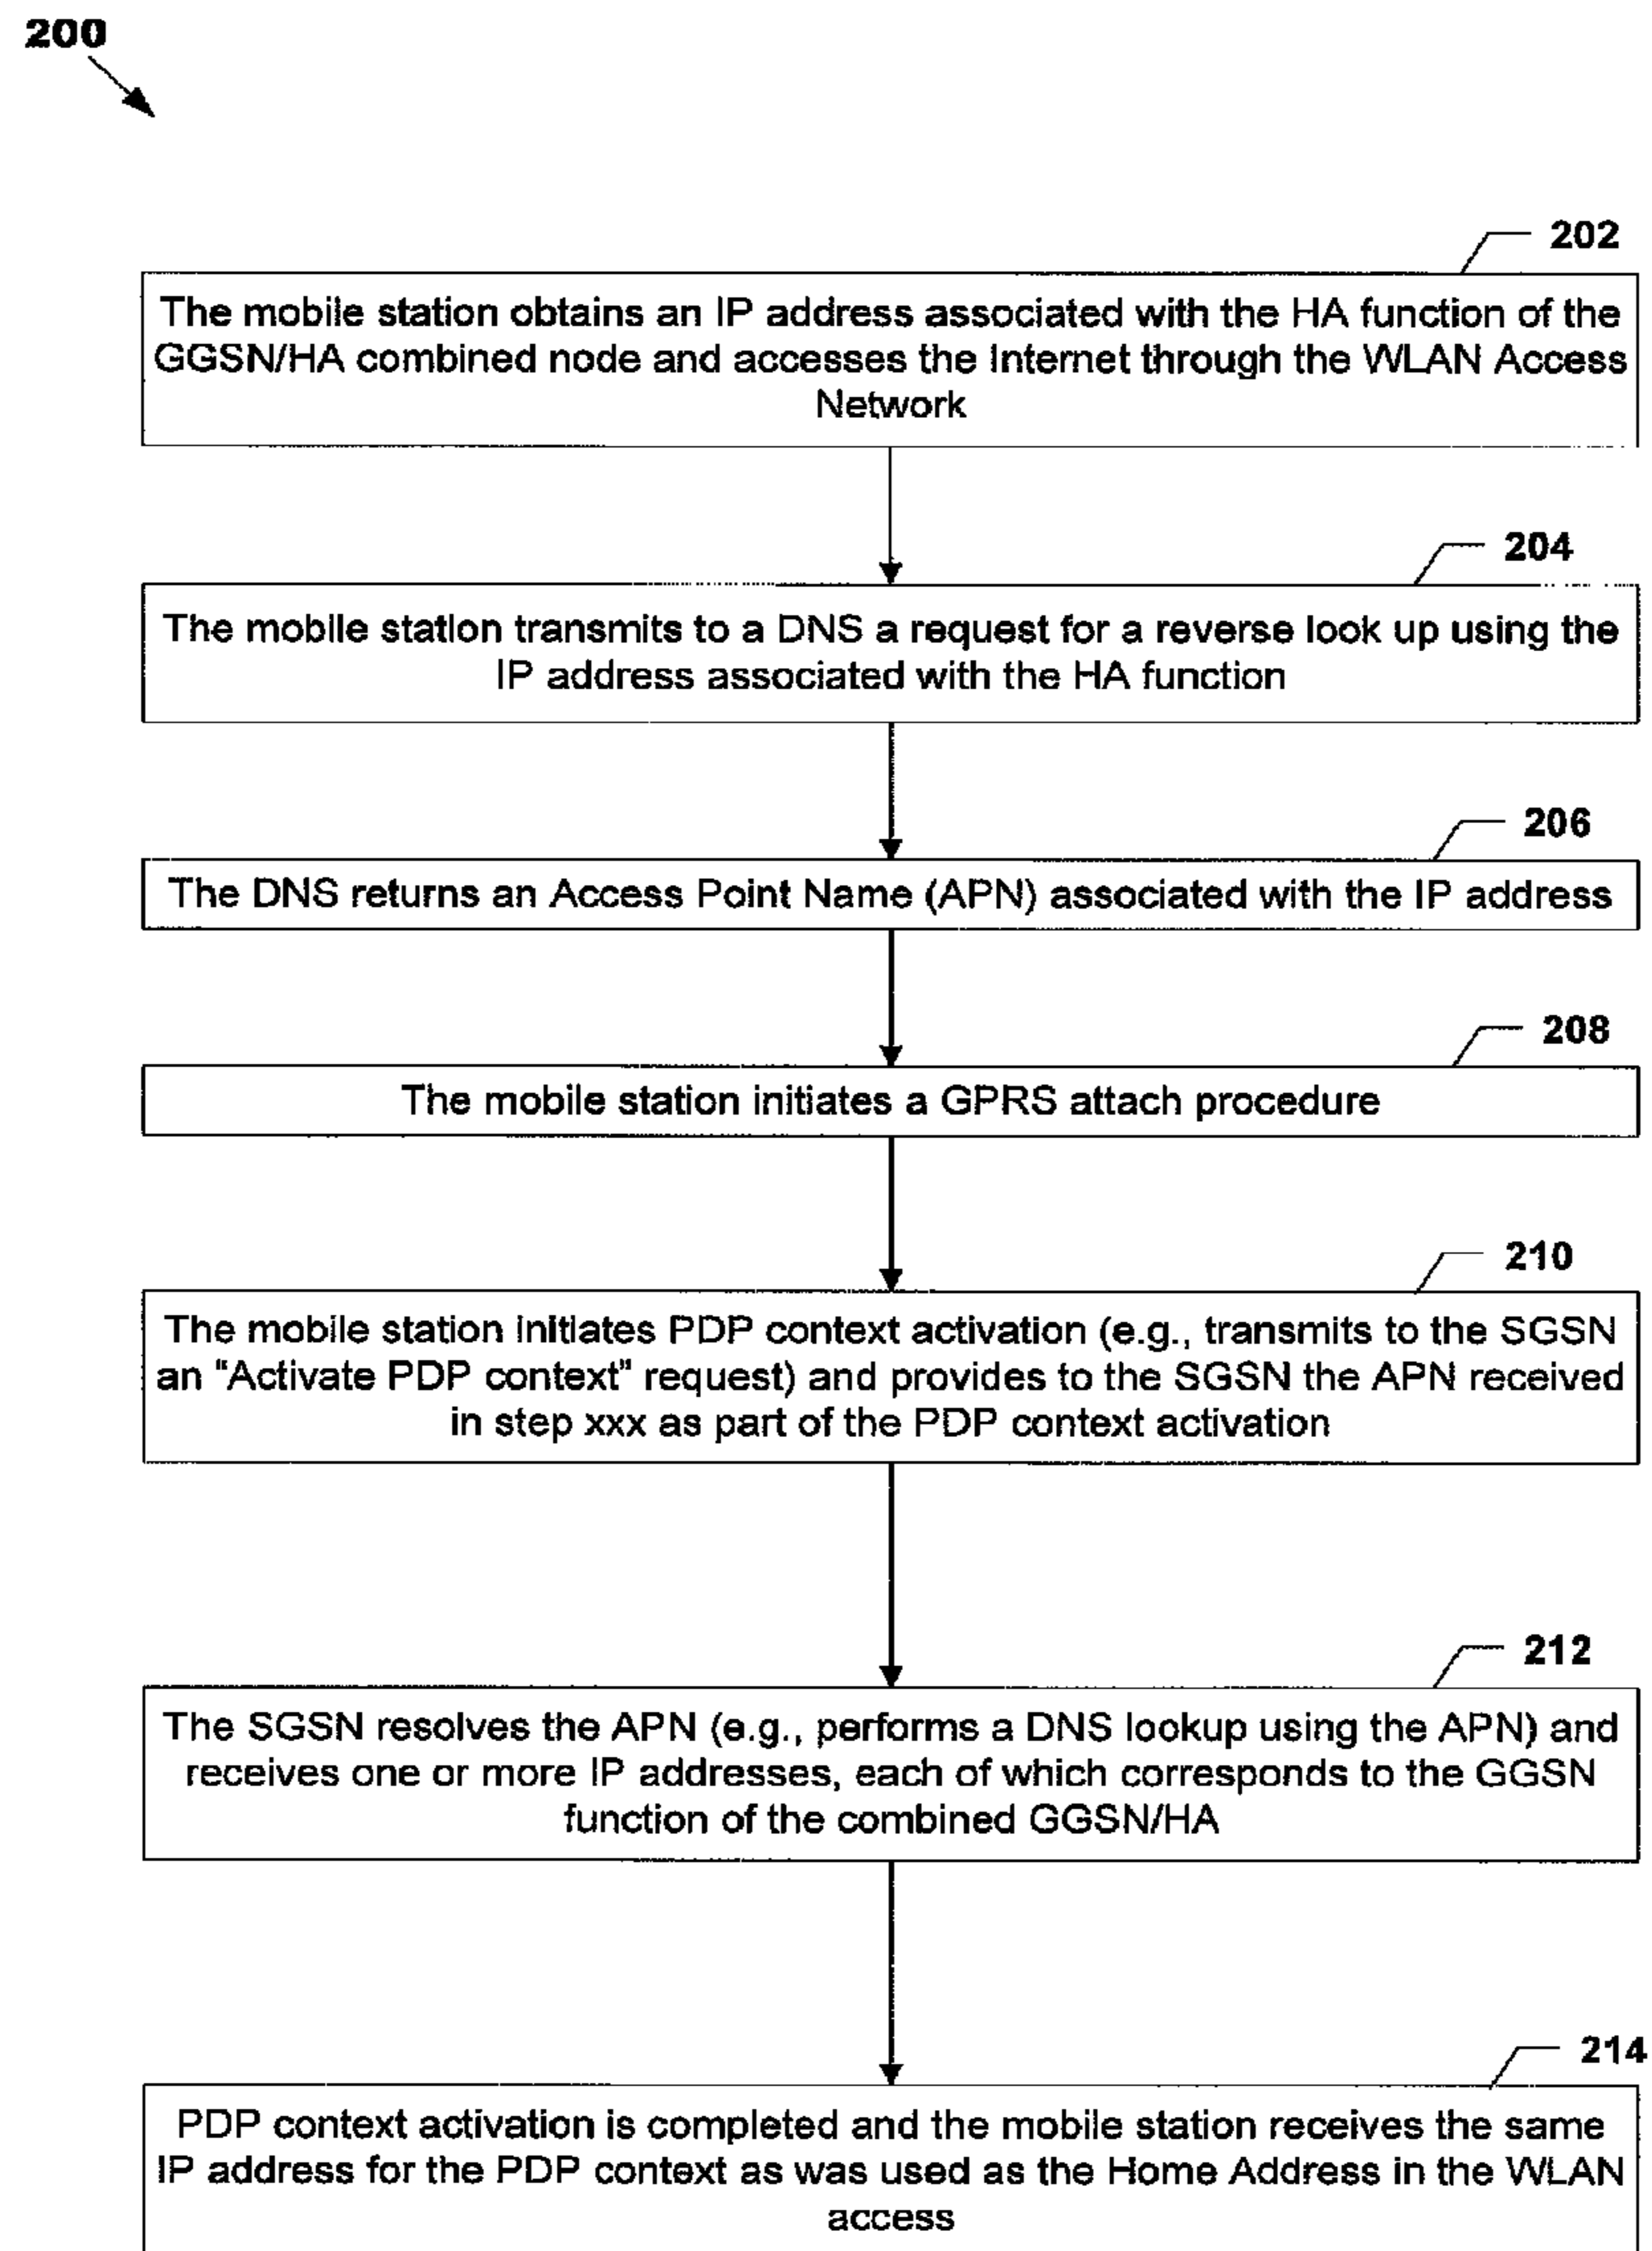 200
202
The mobile station obtains an IP address associated with the HA function of the
GGSN/HA combined node and accesses the Internet through the WLAN Access
Network
204
The mobile station transmits to a DNS a request for a reverse look up using the
IP address associated with the HA function
206
The DNS returns an Access Point Name (APN) associated with the IP address
208
The mobile station initiates a GPRS attach procedure
210
The mobile station initiates PDP context activation (e.g., transmits to the SGSN
an "Activate PDP context" request) and provides to the SGSN the APN received
in step xxx as part of the PDP context activation
212
The SGSN resolves the APN (e.g., performs a DNS lookup using the APN) and
receives one or more IP addresses, each of which corresponds to the GGSN
function of the combined GGSN/HA
214
PDP context activation is completed and the mobile station receives the same
IP address for the PDP context as was used as the Home Address in the WLAN
access